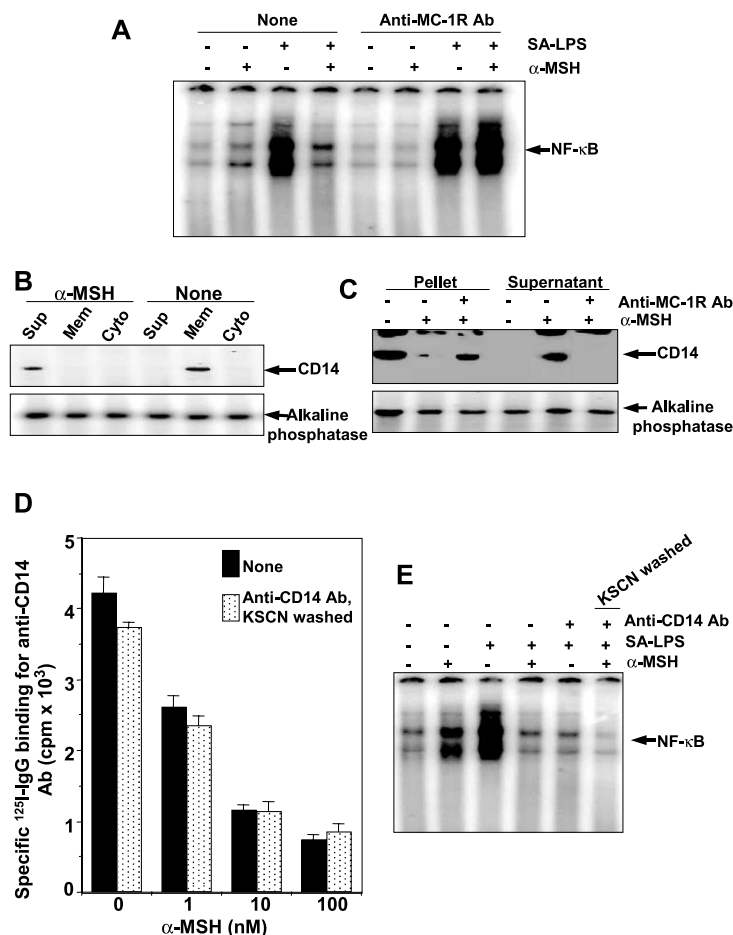 A
None Anti-MC-1R Ab
- - + + - - + + SA-LPS
- + - + - + - + α-MSH
NF-κB
B
α-MSH None
Sup Mem Cyto Sup Mem Cyto
CD14
Alkaline
phosphatase
C
Pellet Supernatant
- - + - - + Anti-MC-1R Ab
- + + - + + α-MSH
CD14
Alkaline
phosphatase
D
Specific ¹²⁵I-IgG binding for anti-CD14
Ab (cpm x 10³)
5
4
3
2
1
0
None
Anti-CD14 Ab,
KSCN washed
0 1 10 100
α-MSH (nM)
E
KSCN washed
- - - - + + Anti-CD14 Ab
- - + + + + SA-LPS
- + - + - + α-MSH
NF-κB